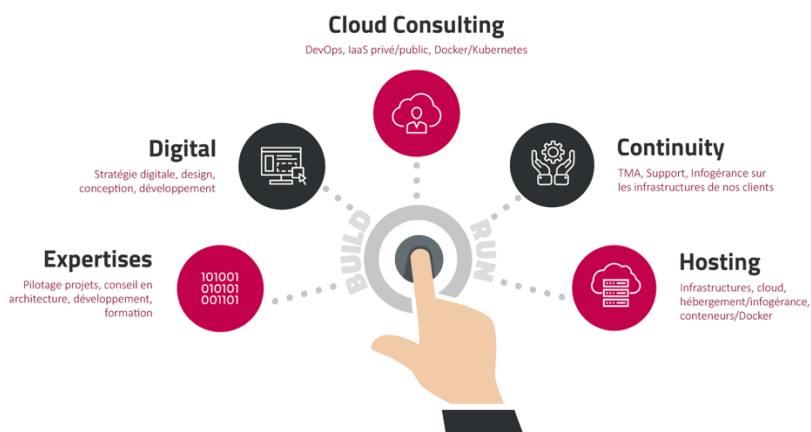 Cloud Consulting
DevOps, IaaS privé/public, Docker/Kubernetes
Digital
Stratégie digitale, design,
conception, développement
Continuity
TMA, Support, Infogérance sur
les infrastructures de nos clients
BUILD
RUN
Expertises
Pilotage projets, conseil en
architecture, développement,
formation
101001
010101
001101
Hosting
Infrastructures, cloud,
hébergement/infogérance,
conteneurs/Docker